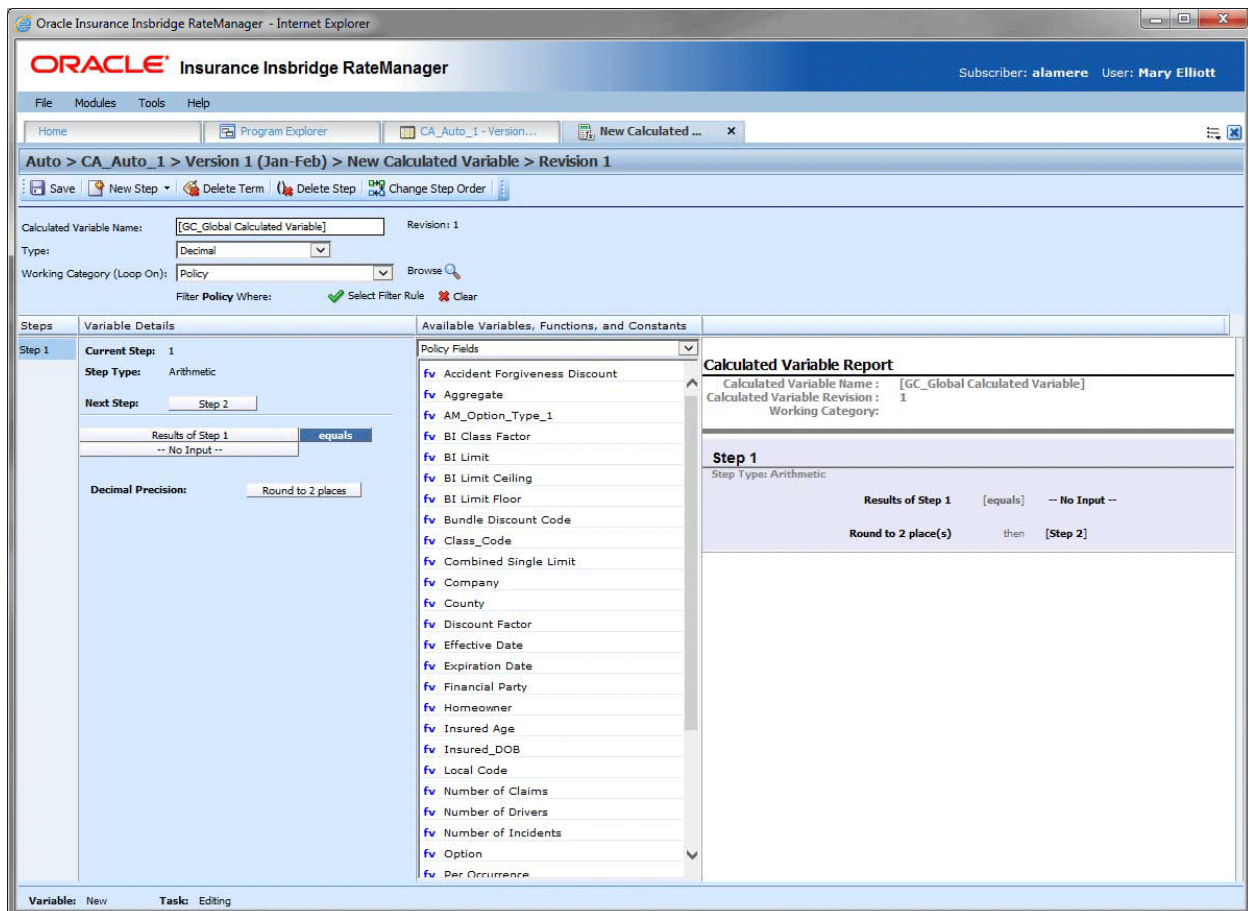 Oracle Insurance Insbridge RateManager - Internet Explorer
ORACLE® Insurance Insbridge RateManager
Subscriber: alamere User: Mary Elliott
File Modules Tools Help
Home Program Explorer CA_Auto_1 - Version... New Calculated ... x
Auto > CA_Auto_1 > Version 1 (Jan-Feb) > New Calculated Variable > Revision 1
Save New Step Delete Term Delete Step Change Step Order
Calculated Variable Name: [GC_Global Calculated Variable] Revision: 1
Type: Decimal
Working Category (Loop On): Policy Browse
Filter Policy Where: Select Filter Rule Clear
Steps Variable Details Available Variables, Functions, and Constants
Step 1
Current Step: 1
Step Type: Arithmetic
Next Step: Step 2
Results of Step 1 equals
-- No Input --
Decimal Precision: Round to 2 places
Policy Fields
fv Accident Forgiveness Discount
fv Aggregate
fv AM_Option_Type_1
fv BI Class Factor
fv BI Limit
fv BI Limit Ceiling
fv BI Limit Floor
fv Bundle Discount Code
fv Class_Code
fv Combined Single Limit
fv Company
fv County
fv Discount Factor
fv Effective Date
fv Expiration Date
fv Financial Party
fv Homeowner
fv Insured Age
fv Insured_DOB
fv Local Code
fv Number of Claims
fv Number of Drivers
fv Number of Incidents
fv Option
fv Per Occurrence
Calculated Variable Report
Calculated Variable Name : [GC_Global Calculated Variable]
Calculated Variable Revision : 1
Working Category:
Step 1
Step Type: Arithmetic
Results of Step 1 [equals] -- No Input --
Round to 2 place(s) then [Step 2]
Variable: New Task: Editing